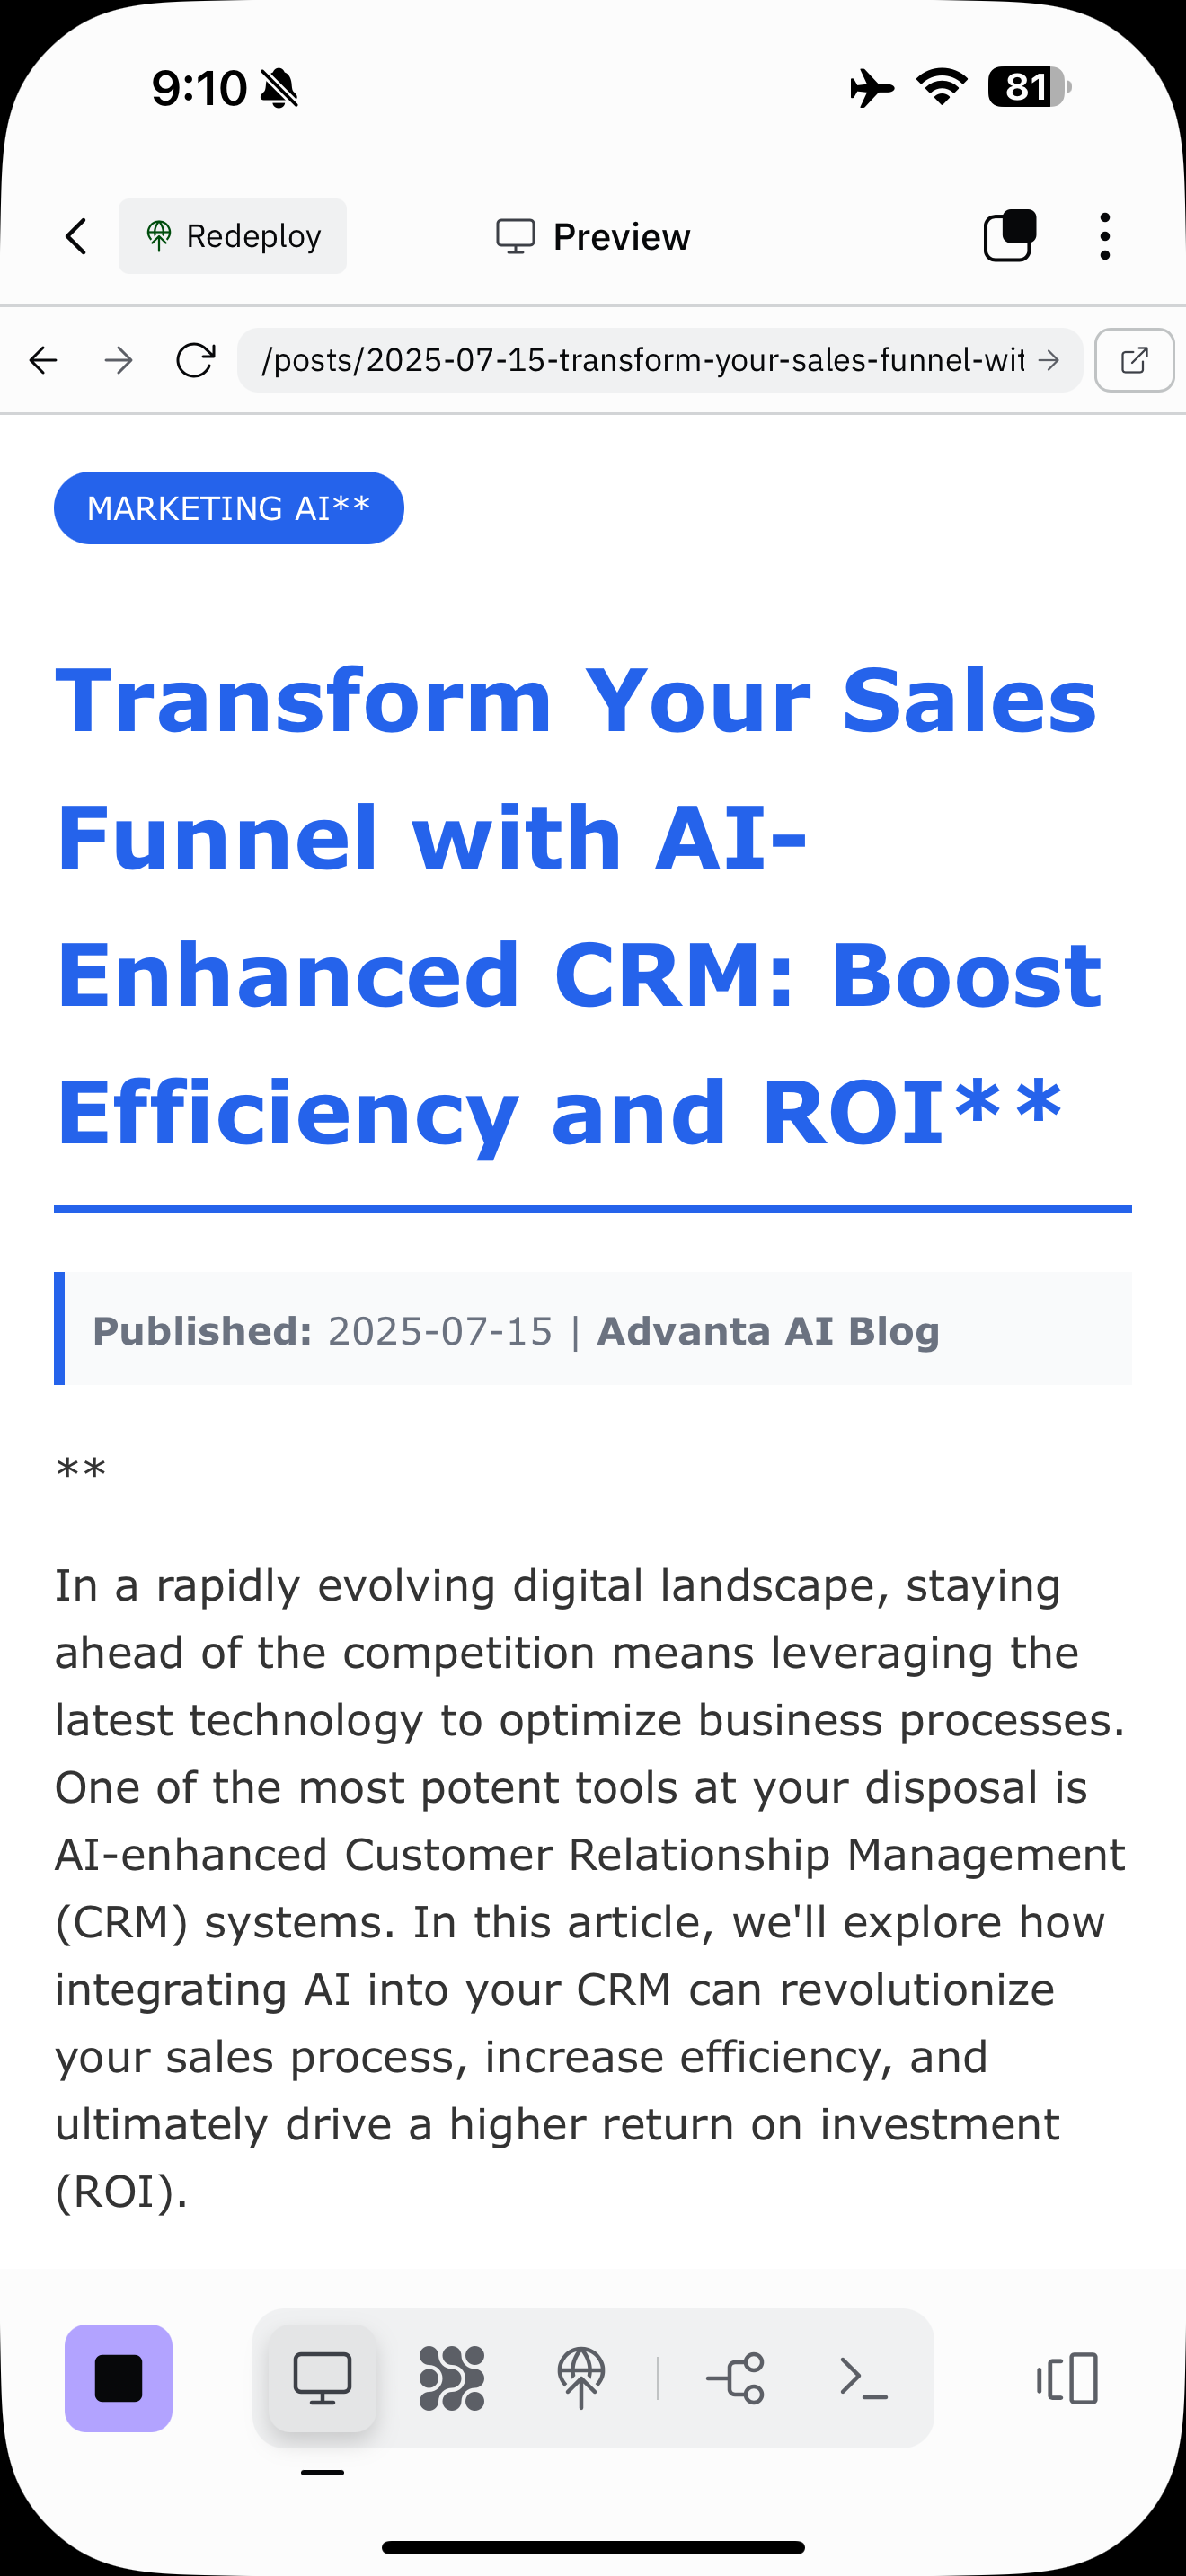 9:10
81
Redeploy
Preview
/posts/2025-07-15-transform-your-sales-funnel-wit
MARKETING AI**
Transform Your Sales
Funnel with AI-
Enhanced CRM: Boost
Efficiency and ROI**
Published: 2025-07-15 | Advanta AI Blog
**
In a rapidly evolving digital landscape, staying
ahead of the competition means leveraging the
latest technology to optimize business processes.
One of the most potent tools at your disposal is
AI-enhanced Customer Relationship Management
(CRM) systems. In this article, we'll explore how
integrating AI into your CRM can revolutionize
your sales process, increase efficiency, and
ultimately drive a higher return on investment
(ROI).